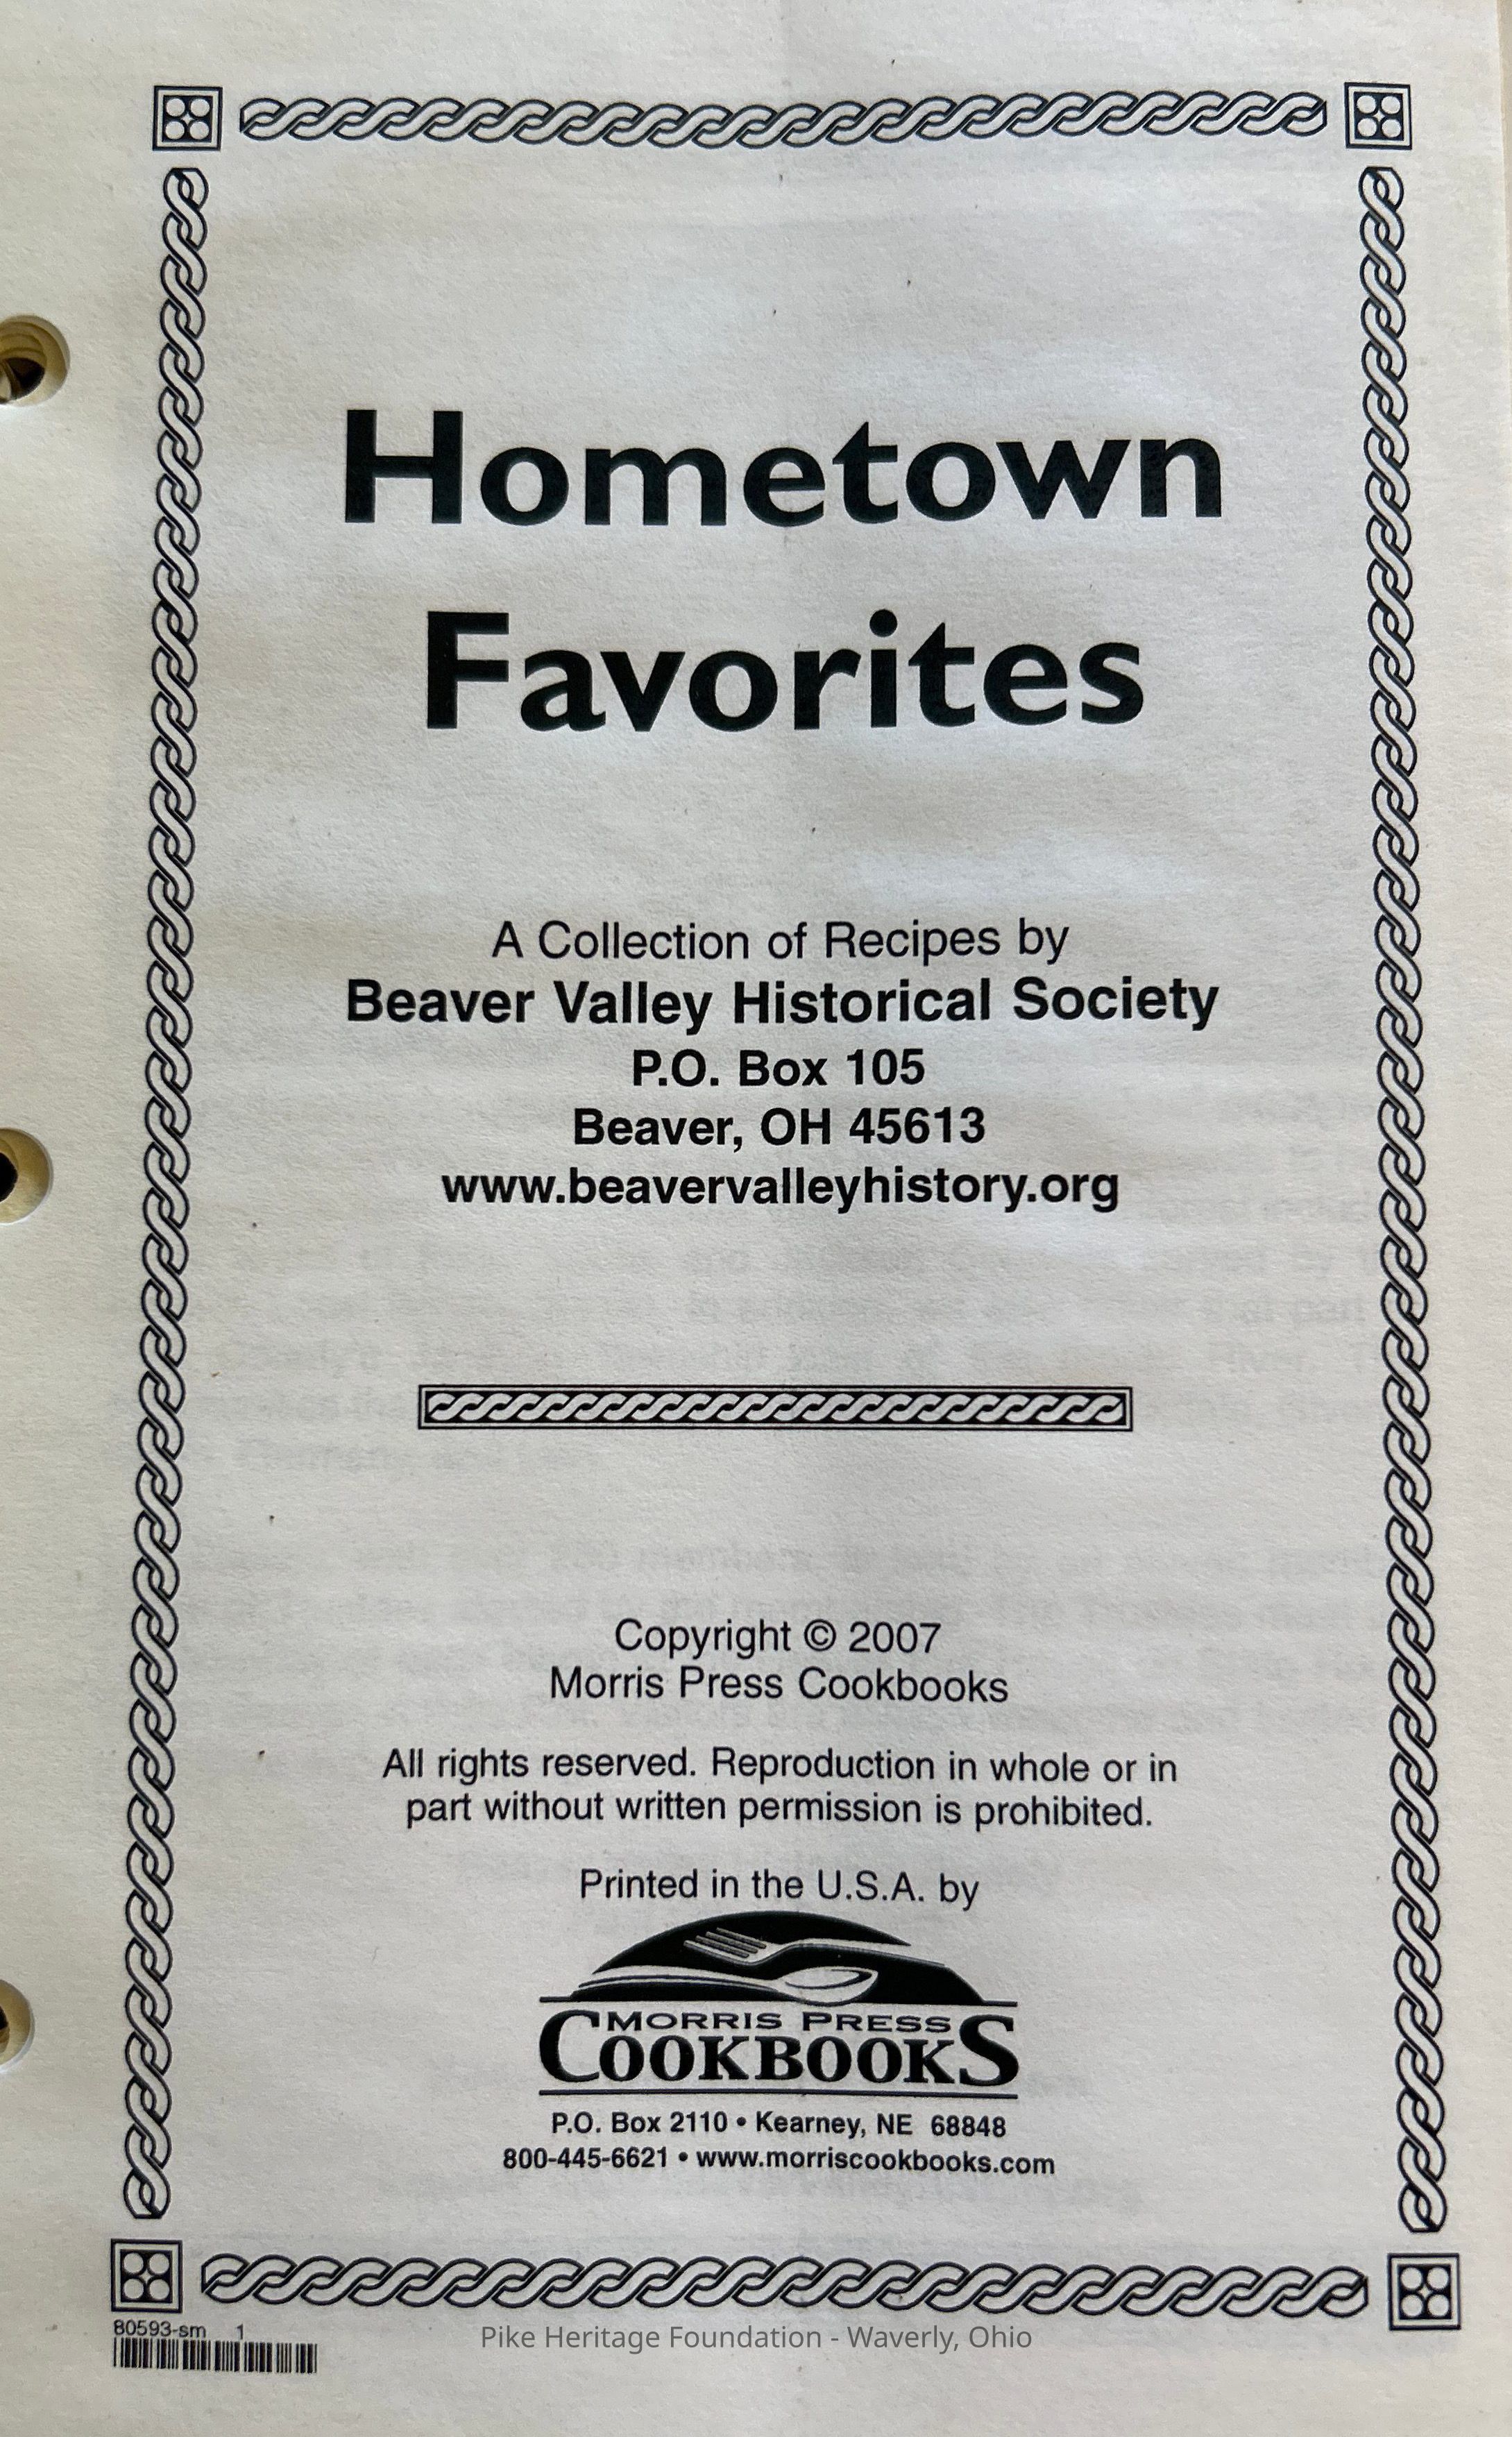 Hometown
Favorites
A Collection of Recipes by
Beaver Valley Historical Society
P.O. Box 105
Beaver, OH 45613
www.beavervalleyhistory.org
Copyright © 2007
Morris Press Cookbooks
All rights reserved. Reproduction in whole or in
part without written permission is prohibited.
Printed in the U.S.A. by
MORRIS PRESS
COOKBOOKS
P.O. Box 2110 • Kearney, NE 68848
800-445-6621 • www.morriscookbooks.com
80593-sm 1
Pike Heritage Foundation - Waverly, Ohio